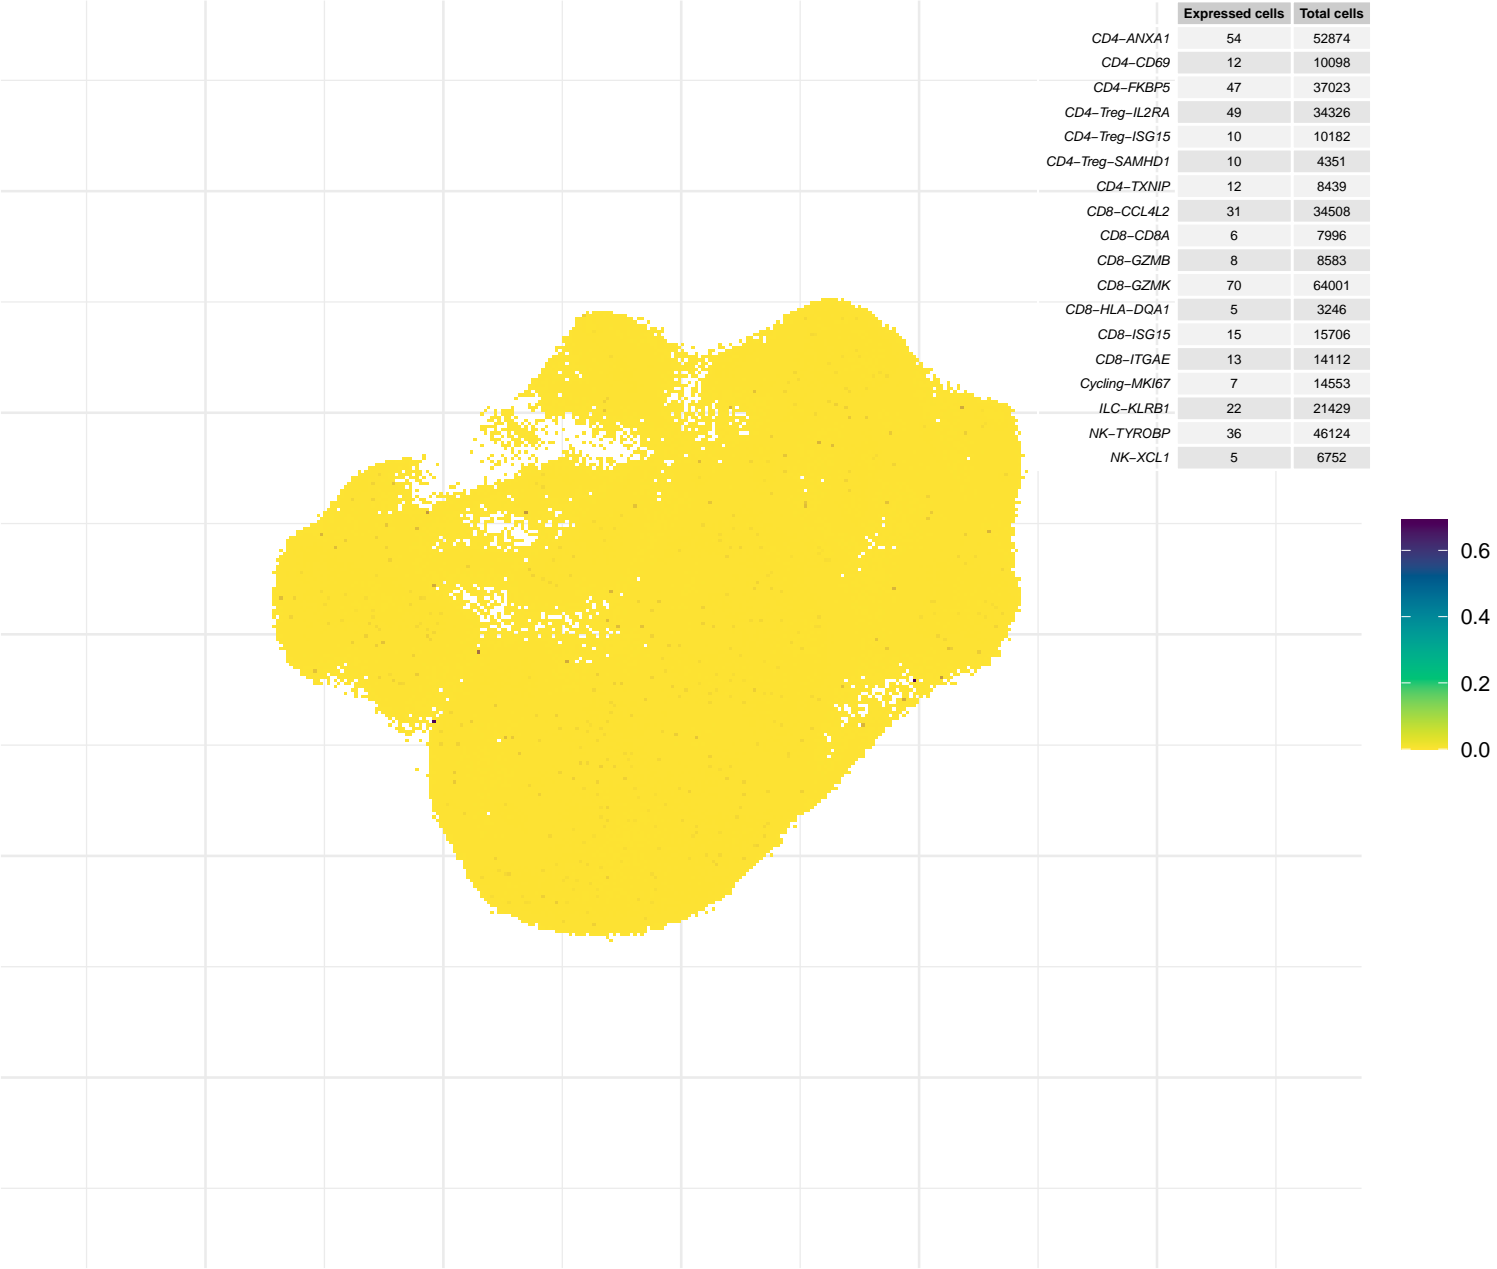 Expressed cells Total cells
CD4−ANXA1 54 52874
CD4−CD69 12 10098
CD4−FKBP5 47 37023
CD4−Treg−IL2RA 49 34326
CD4−Treg−ISG15 10 10182
CD4−Treg−SAMHD1 10 4351
CD4−TXNIP 12 8439
CD8−CCL4L2 31 34508
CD8−CD8A 6 7996
CD8−GZMB 8 8583
CD8−GZMK 70 64001
CD8−HLA−DQA1 5 3246
CD8−ISG15 15 15706
CD8−ITGAE 13 14112
Cycling−MKI67 7 14553
ILC−KLRB1 22 21429
NK−TYROBP 36 46124
NK−XCL1 5 6752
0.6
0.4
0.2
0.0